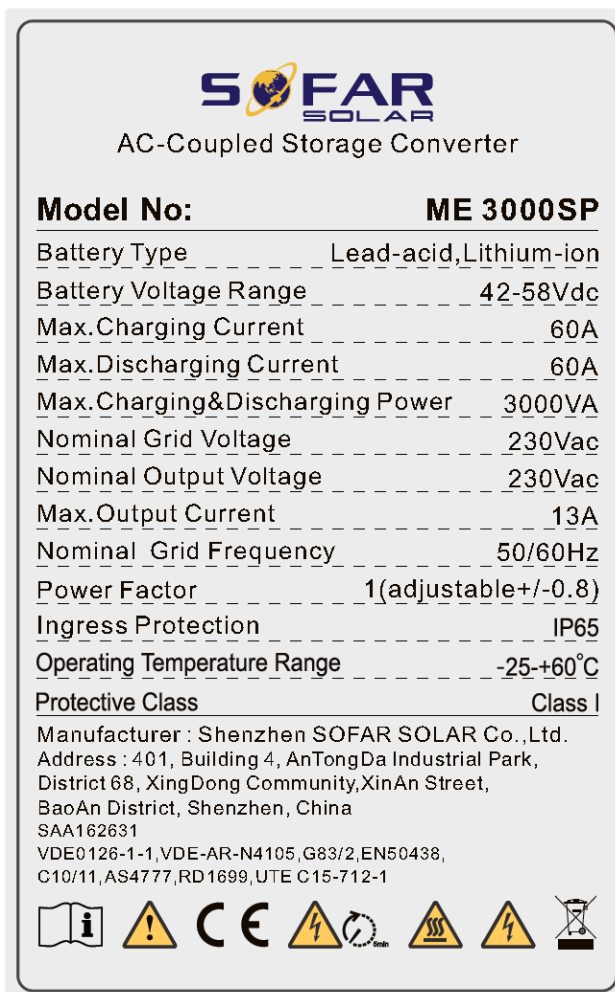 SOFAR
SOLAR
AC-Coupled Storage Converter
Model No: ME 3000SP
Battery Type Lead-acid,Lithium-ion
Battery Voltage Range 42-58Vdc
Max.Charging Current 60A
Max.Discharging Current 60A
Max.Charging&Discharging Power 3000VA
Nominal Grid Voltage 230Vac
Nominal Output Voltage 230Vac
Max.Output Current 13A
Nominal Grid Frequency 50/60Hz
Power Factor 1(adjustable+/-0.8)
Ingress Protection IP65
Operating Temperature Range -25-+60°C
Protective Class Class I
Manufacturer : Shenzhen SOFAR SOLAR Co.,Ltd.
Address : 401, Building 4, AnTongDa Industrial Park,
District 68, XingDong Community,XinAn Street,
BaoAn District, Shenzhen, China
SAA162631
VDE0126-1-1,VDE-AR-N4105,G83/2,EN50438,
C10/11,AS4777,RD1699,UTE C15-712-1
i ! CE 5min